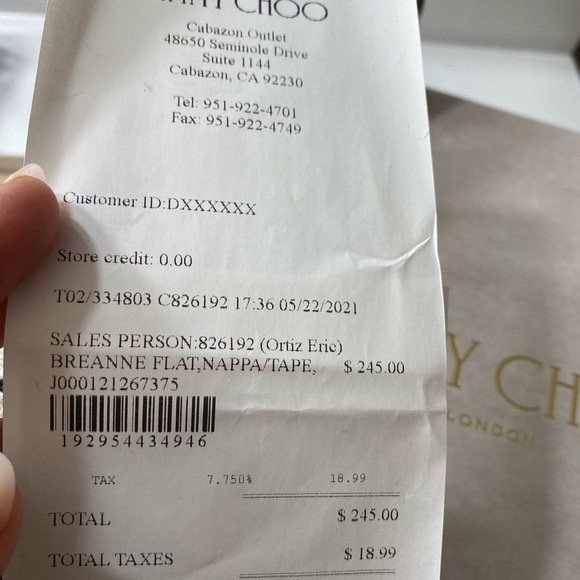 CHOO
Cabazon Outlet
48650 Seminole Drive
Suite 1144
Cabazon, CA 92230
Tel: 951-922-4701
Fax: 951-922-4749
Customer ID:DXXXXXX
Store credit: 0.00
T02/334803 C826192 17:36 05/22/2021
SALES PERSON:826192 (Ortiz Eric)
BREANNE FLAT,NAPPA/TAPE, $ 245.00
J000121267375
192954434946
TAX 7.750% 18.99
TOTAL $ 245.00
TOTAL TAXES $ 18.99
Y CH
LONDON